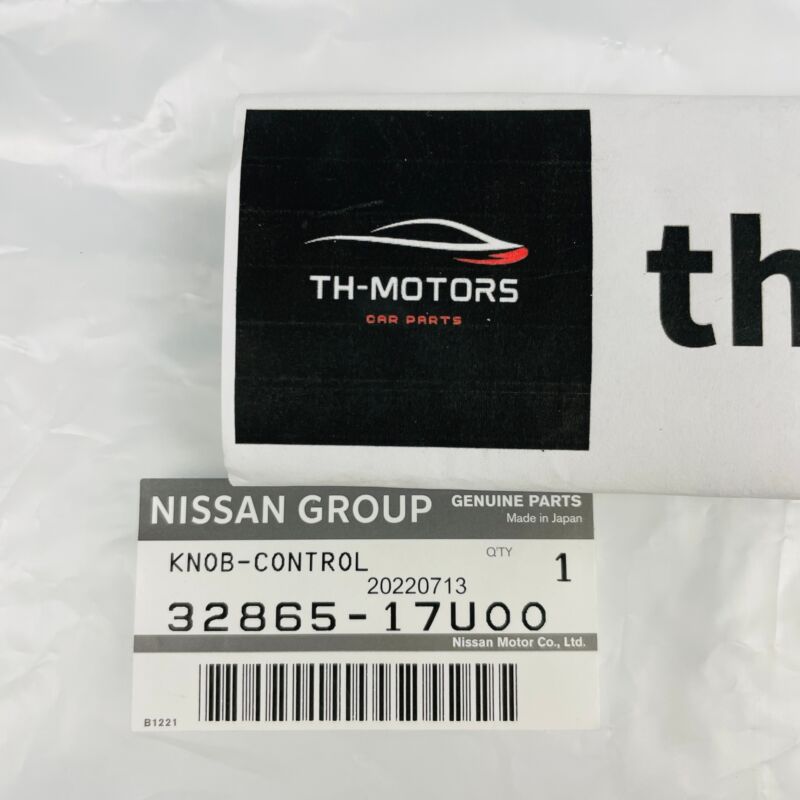 TH-MOTORS
CAR PARTS
th
NISSAN GROUP
GENUINE PARTS
Made in Japan
KNOB-CONTROL
Q'TY
1
20220713
32865-17U00
Nissan Motor Co., Ltd.
B1221